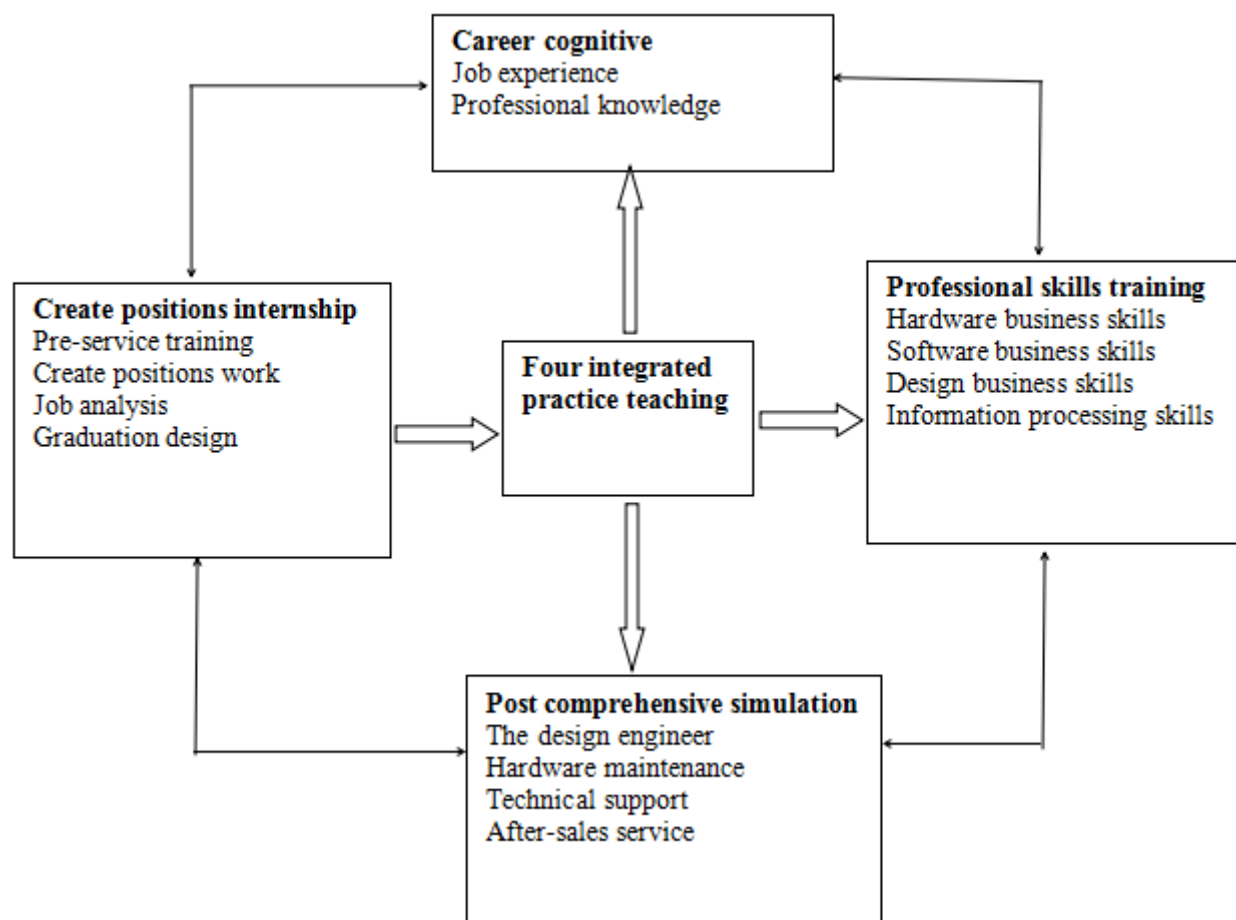 Career cognitive
Job experience
Professional knowledge
Create positions internship
Pre-service training
Create positions work
Job analysis
Graduation design
Four integrated
practice teaching
Professional skills training
Hardware business skills
Software business skills
Design business skills
Information processing skills
Post comprehensive simulation
The design engineer
Hardware maintenance
Technical support
After-sales service